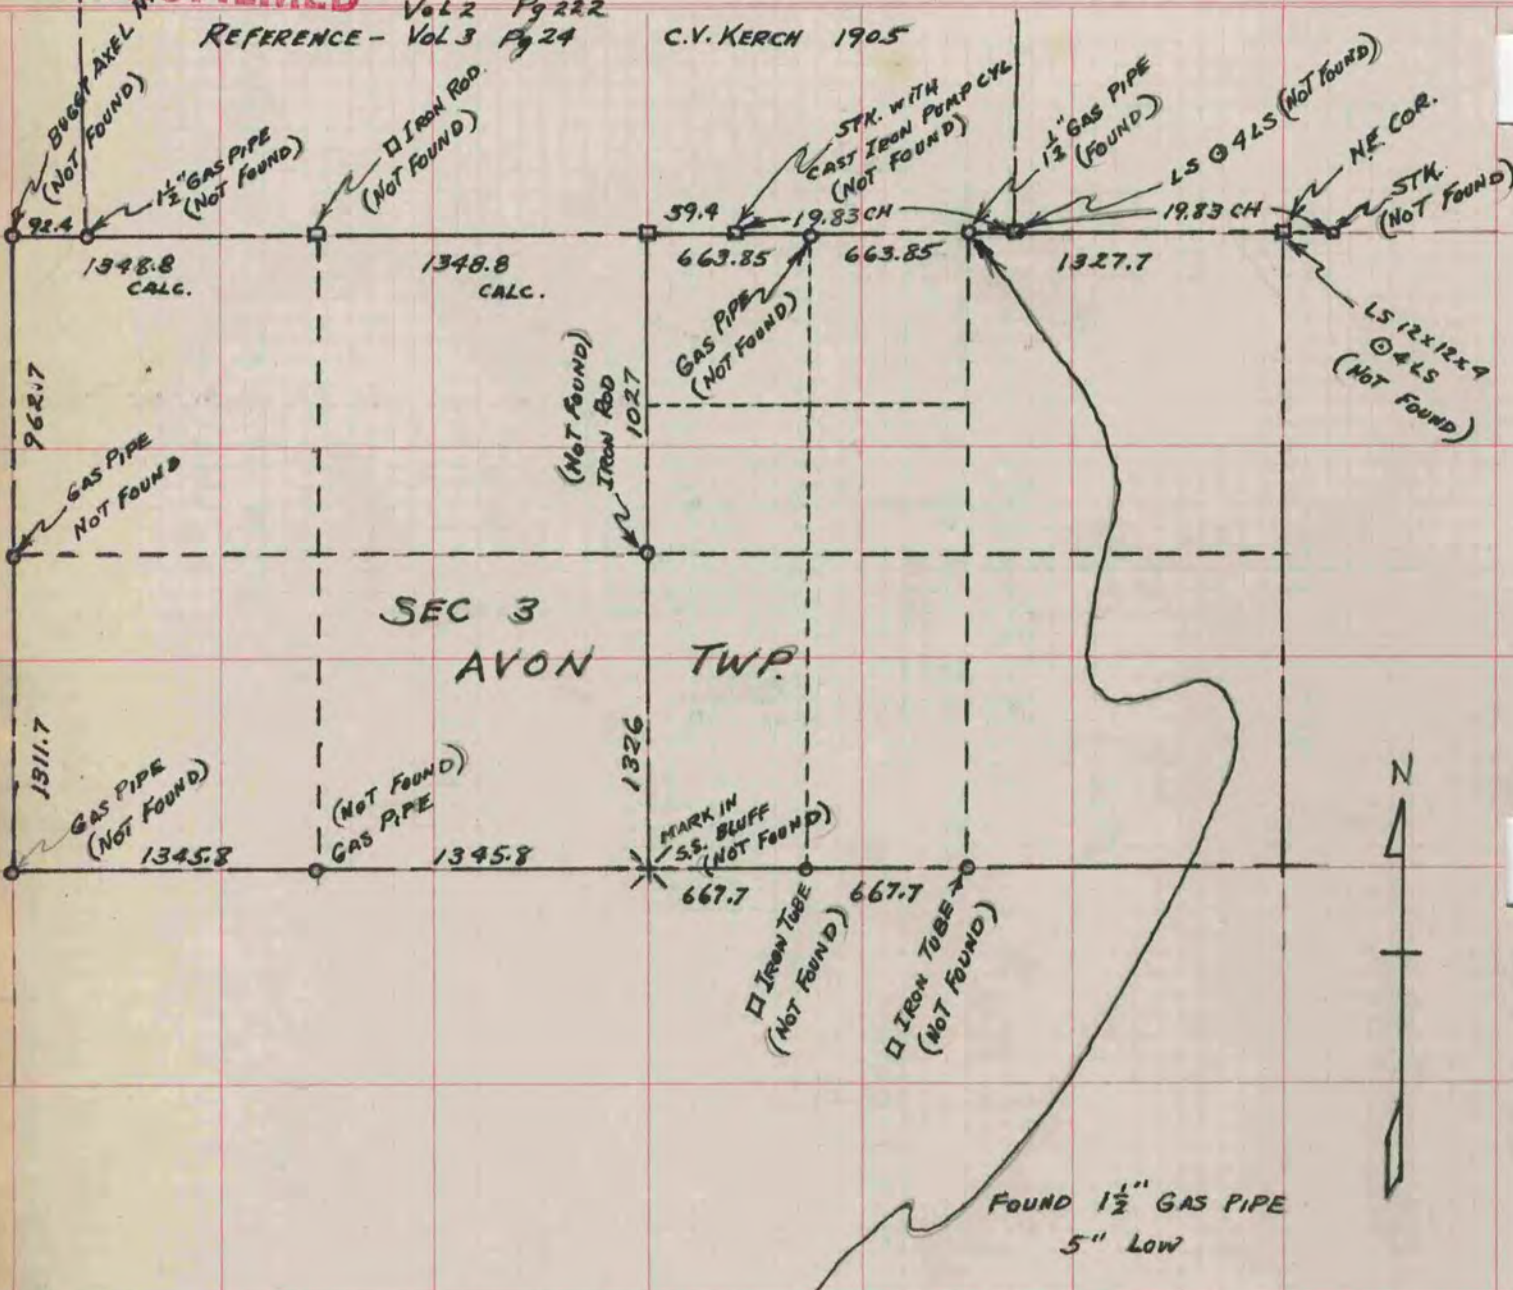 Vol 2 Pg 222
REFERENCE - Vol 3 Pg 24
C.V. KERCH 1905
BUGGY AXEL
(NOT FOUND)
1½" GAS PIPE
(NOT FOUND)
□ IRON ROD
(NOT FOUND)
STK. WITH
CAST IRON PUMP CYL
(NOT FOUND)
1½" GAS PIPE
(FOUND)
LS ⊙ 4 LS (NOT FOUND)
N.E. COR.
STK.
(NOT FOUND)
92.4
59.4
19.83 CH
19.83 CH
1348.8
CALC.
1348.8
CALC.
663.85
663.85
1327.7
GAS PIPE
(NOT FOUND)
LS 12x12x4
⊙ 4 LS
(NOT FOUND)
962.7
(NOT FOUND)
IRON ROD
1027
GAS PIPE
NOT FOUND
SEC 3
AVON TWP.
1311.7
1326
GAS PIPE
(NOT FOUND)
(NOT FOUND)
GAS PIPE
MARK IN
S.S. BLUFF
(NOT FOUND)
1345.8
1345.8
667.7
667.7
□ IRON TUBE
(NOT FOUND)
□ IRON TUBE
(NOT FOUND)
N
FOUND 1½" GAS PIPE
5" LOW